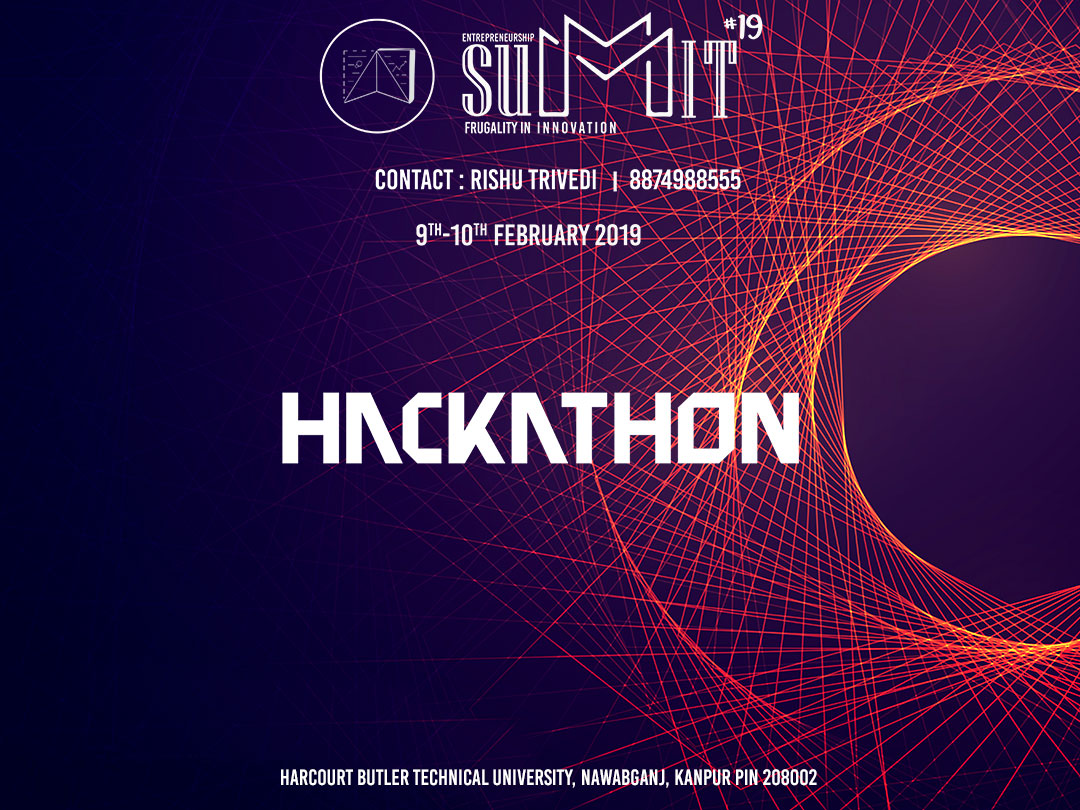 ENTREPRENEURSHIP
SUMMIT #19
FRUGALITY IN INNOVATION
CONTACT : RISHU TRIVEDI | 8874988555
9TH-10TH FEBRUARY 2019
HACKATHON
HARCOURT BUTLER TECHNICAL UNIVERSITY, NAWABGANJ, KANPUR PIN 208002